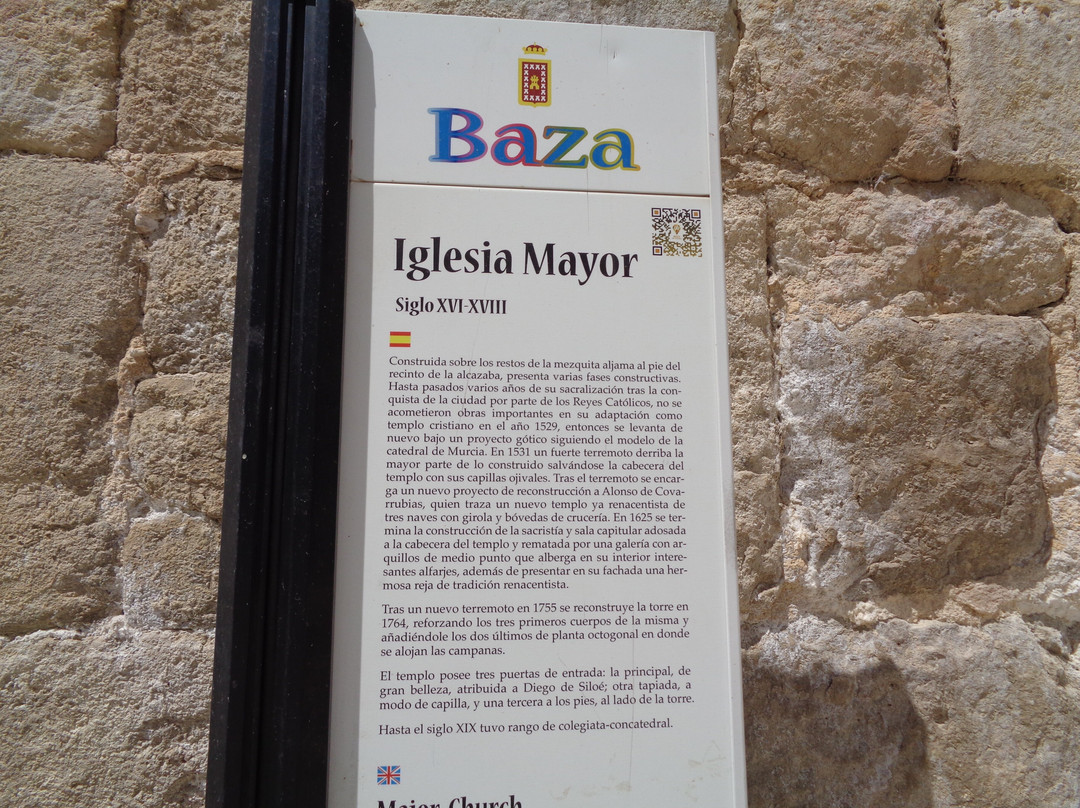 Baza
Iglesia Mayor
Siglo XVI-XVIII
Construida sobre los restos de la mezquita aljama al pie del
recinto de la alcazaba, presenta varias fases constructivas.
Hasta pasados varios años de su sacralización tras la con-
quista de la ciudad por parte de los Reyes Católicos, no se
acometieron obras importantes en su adaptación como
templo cristiano en el año 1529, entonces se levanta de
nuevo bajo un proyecto gótico siguiendo el modelo de la
catedral de Murcia. En 1531 un fuerte terremoto derriba la
mayor parte de lo construido salvándose la cabecera del
templo con sus capillas ojivales. Tras el terremoto se encar-
ga un nuevo proyecto de reconstrucción a Alonso de Cova-
rrubias, quien traza un nuevo templo ya renacentista de
tres naves con girola y bóvedas de crucería. En 1625 se ter-
mina la construcción de la sacristía y sala capitular adosada
a la cabecera del templo y rematada por una galería con ar-
quillos de medio punto que alberga en su interior intere-
santes alfarjes, además de presentar en su fachada una her-
mosa reja de tradición renacentista.
Tras un nuevo terremoto en 1755 se reconstruye la torre en
1764, reforzando los tres primeros cuerpos de la misma y
añadiéndole los dos últimos de planta octogonal en donde
se alojan las campanas.
El templo posee tres puertas de entrada: la principal, de
gran belleza, atribuida a Diego de Siloé; otra tapiada, a
modo de capilla, y una tercera a los pies, al lado de la torre.
Hasta el siglo XIX tuvo rango de colegiata-concatedral.
Major Church